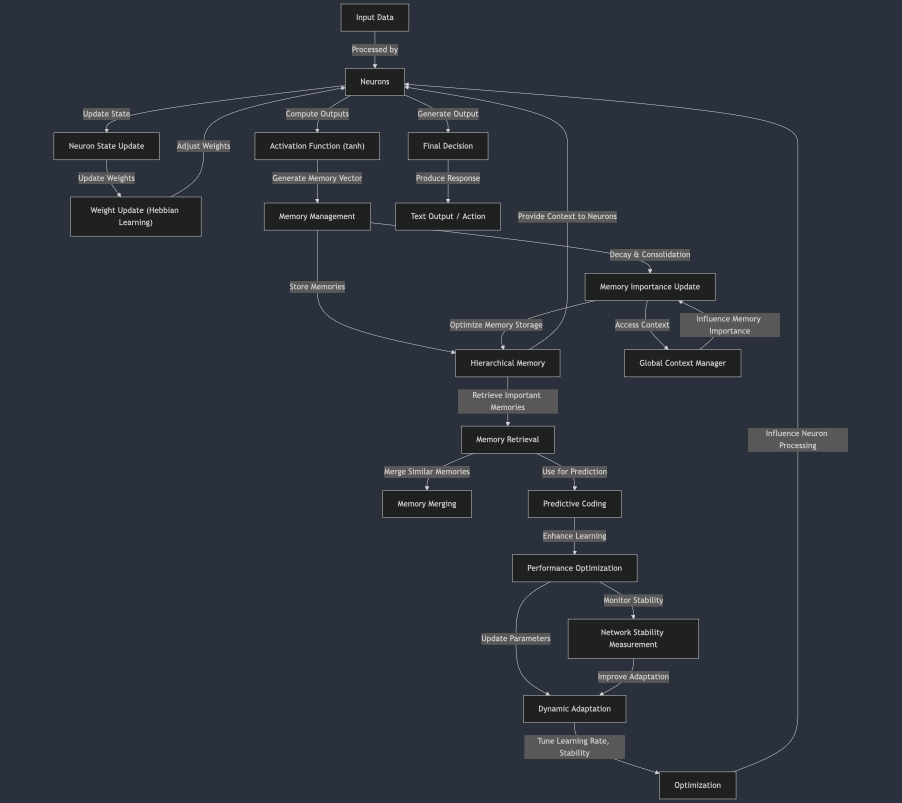 Input Data
Processed by
Neurons
Update State
Compute Outputs
Generate Output
Neuron State Update
Adjust Weights
Activation Function (tanh)
Final Decision
Update Weights
Generate Memory Vector
Produce Response
Weight Update (Hebbian
Learning)
Memory Management
Text Output / Action
Provide Context to Neurons
Decay & Consolidation
Store Memories
Memory Importance Update
Optimize Memory Storage
Access Context
Influence Memory
Importance
Hierarchical Memory
Global Context Manager
Retrieve Important
Memories
Memory Retrieval
Influence Neuron
Processing
Merge Similar Memories
Use for Prediction
Memory Merging
Predictive Coding
Enhance Learning
Performance Optimization
Monitor Stability
Update Parameters
Network Stability
Measurement
Improve Adaptation
Dynamic Adaptation
Tune Learning Rate,
Stability
Optimization